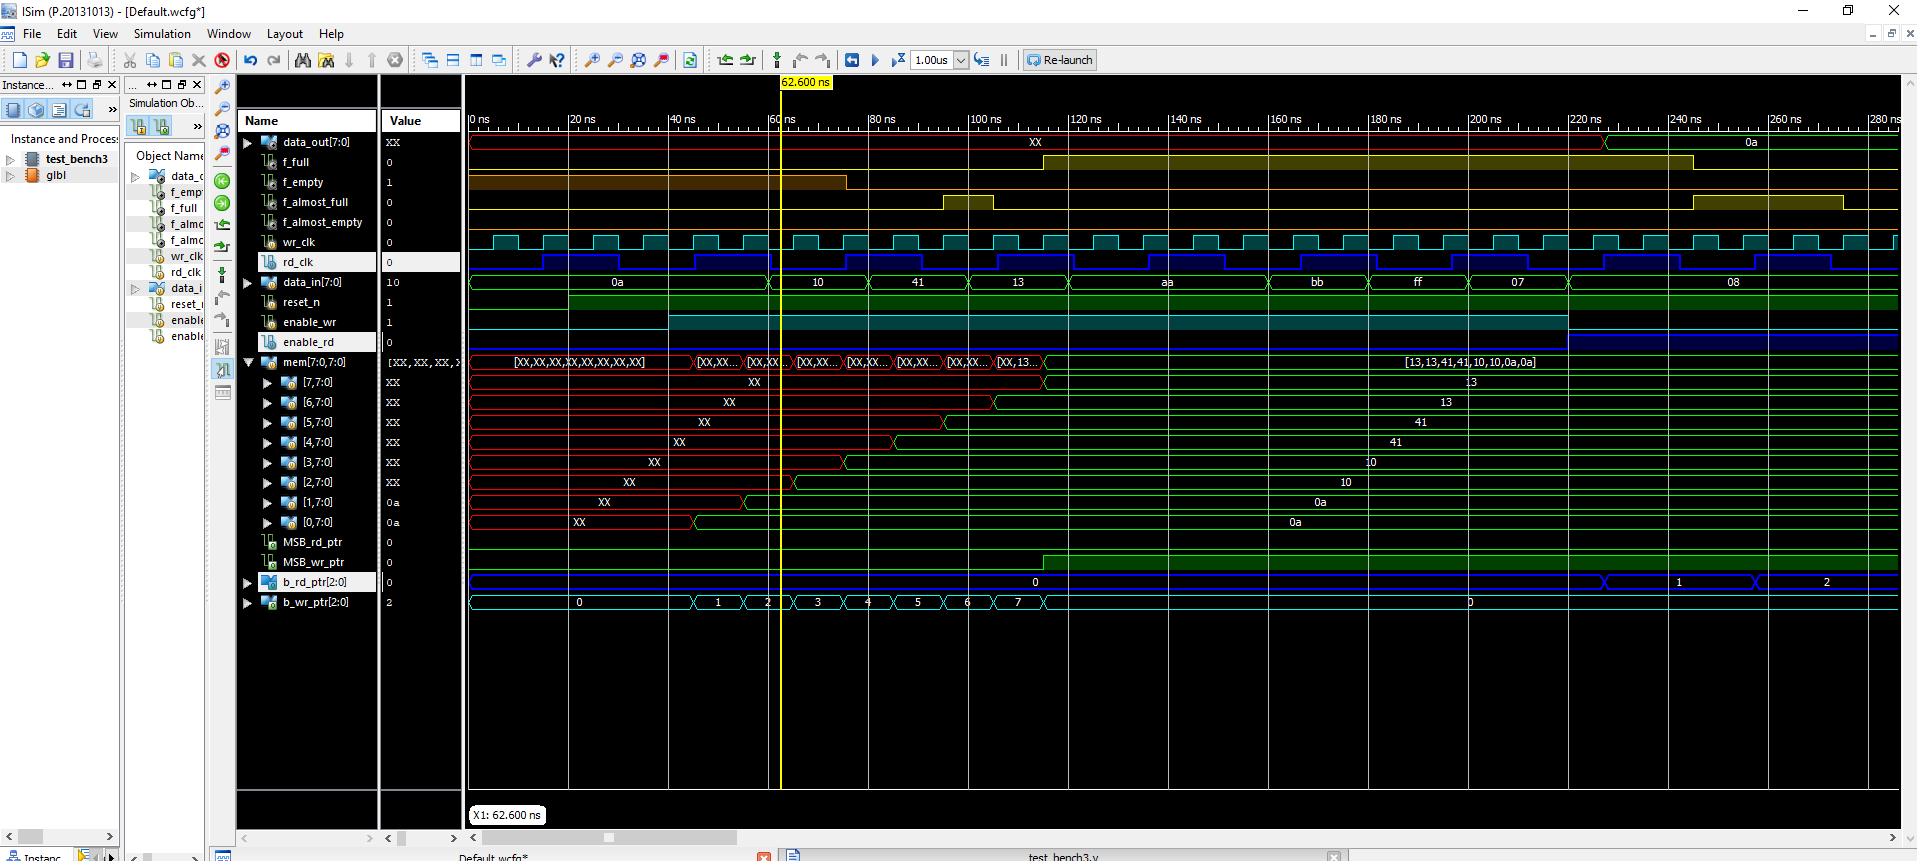 ISim (P.20131013) - [Default.wcfg*]
File Edit View Simulation Window Layout Help
1.00us Re-launch
Instance... ...
Simulation Ob...
Instance and Proces
test_bench3
glbl
Object Name
data_c
f_empt
f_full
f_almo
f_almo
wr_clk
rd_clk
data_i
reset_r
enable
enable
62.600 ns
Name Value
0 ns 20 ns 40 ns 60 ns 80 ns 100 ns 120 ns 140 ns 160 ns 180 ns 200 ns 220 ns 240 ns 260 ns 280 ns
data_out[7:0] XX XX 0a
f_full 0
f_empty 1
f_almost_full 0
f_almost_empty 0
wr_clk 0
rd_clk 0
data_in[7:0] 10 0a 10 41 13 aa bb ff 07 08
reset_n 1
enable_wr 1
enable_rd 0
mem[7:0,7:0] [XX,XX,XX,X [XX,XX,XX,XX,XX,XX,XX,XX] [XX,XX... [XX,XX... [XX,XX... [XX,XX... [XX,XX... [XX,XX... [XX,13... [13,13,41,41,10,10,0a,0a]
[7,7:0] XX XX 13
[6,7:0] XX XX 13
[5,7:0] XX XX 41
[4,7:0] XX XX 41
[3,7:0] XX XX 10
[2,7:0] XX XX 10
[1,7:0] 0a XX 0a
[0,7:0] 0a XX 0a
MSB_rd_ptr 0
MSB_wr_ptr 0
b_rd_ptr[2:0] 0 0 1 2
b_wr_ptr[2:0] 2 0 1 2 3 4 5 6 7 0
X1: 62.600 ns
Instanc
Default.wcfg* test_bench3.v